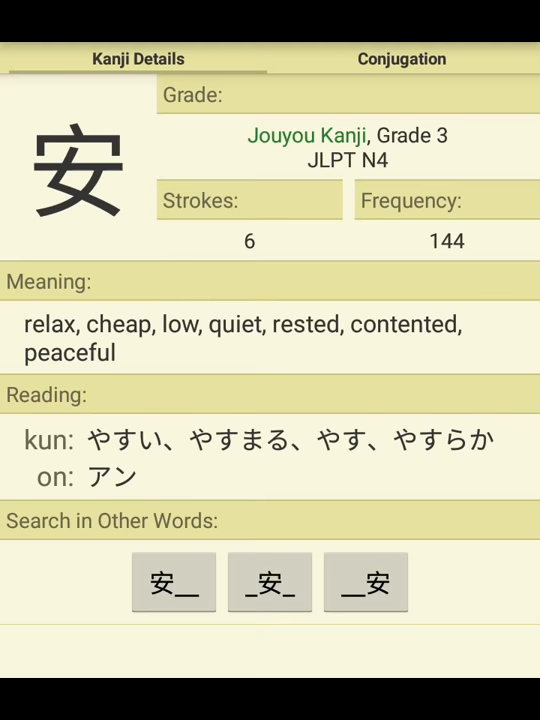 Kanji Details
Conjugation
安
Grade:
Jouyou Kanji, Grade 3
JLPT N4
Strokes:
Frequency:
6
144
Meaning:
relax, cheap, low, quiet, rested, contented,
peaceful
Reading:
kun: やすい、やすまる、やす、やすらか
on: アン
Search in Other Words:
安__ _安_ __安